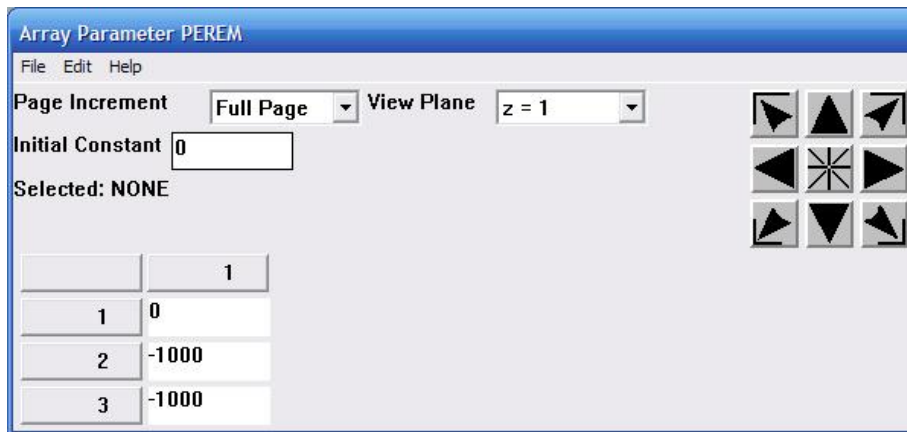 Array Parameter PEREM
File Edit Help
Page Increment Full Page View Plane z = 1
Initial Constant 0
Selected: NONE
1
1 0
2 -1000
3 -1000